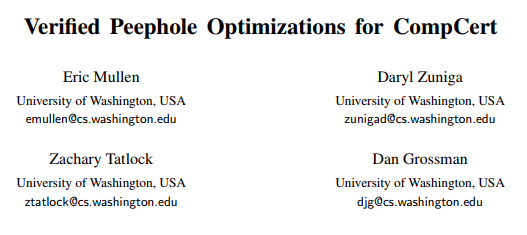 Verified Peephole Optimizations for CompCert
Eric Mullen
University of Washington, USA
emullen@cs.washington.edu
Daryl Zuniga
University of Washington, USA
zunigad@cs.washington.edu
Zachary Tatlock
University of Washington, USA
ztatlock@cs.washington.edu
Dan Grossman
University of Washington, USA
djg@cs.washington.edu